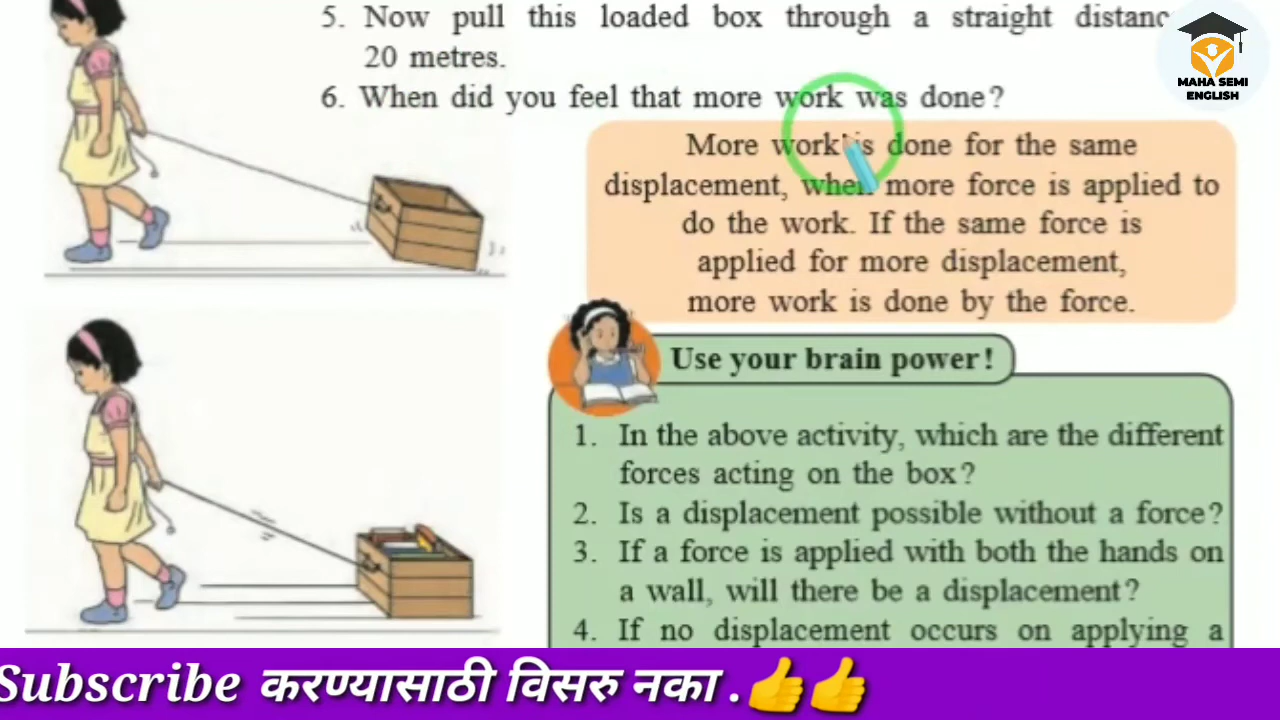 5. Now pull this loaded box through a straight
20 metres.
6. When did you feel that more work was done?
MAHA SEMI
ENGLISH
More work is done for the same
displacement, when more force is applied to
do the work. If the same force is
applied for more displacement,
more work is done by the force.
Use your brain power!
1. In the above activity, which are the different
forces acting on the box?
2. Is a displacement possible without a force?
3. If a force is applied with both the hands on
a wall, will there be a displacement?
4. If no displacement occurs on applying a
Subscribe करण्यासाठी विसरु नका . 👍👍